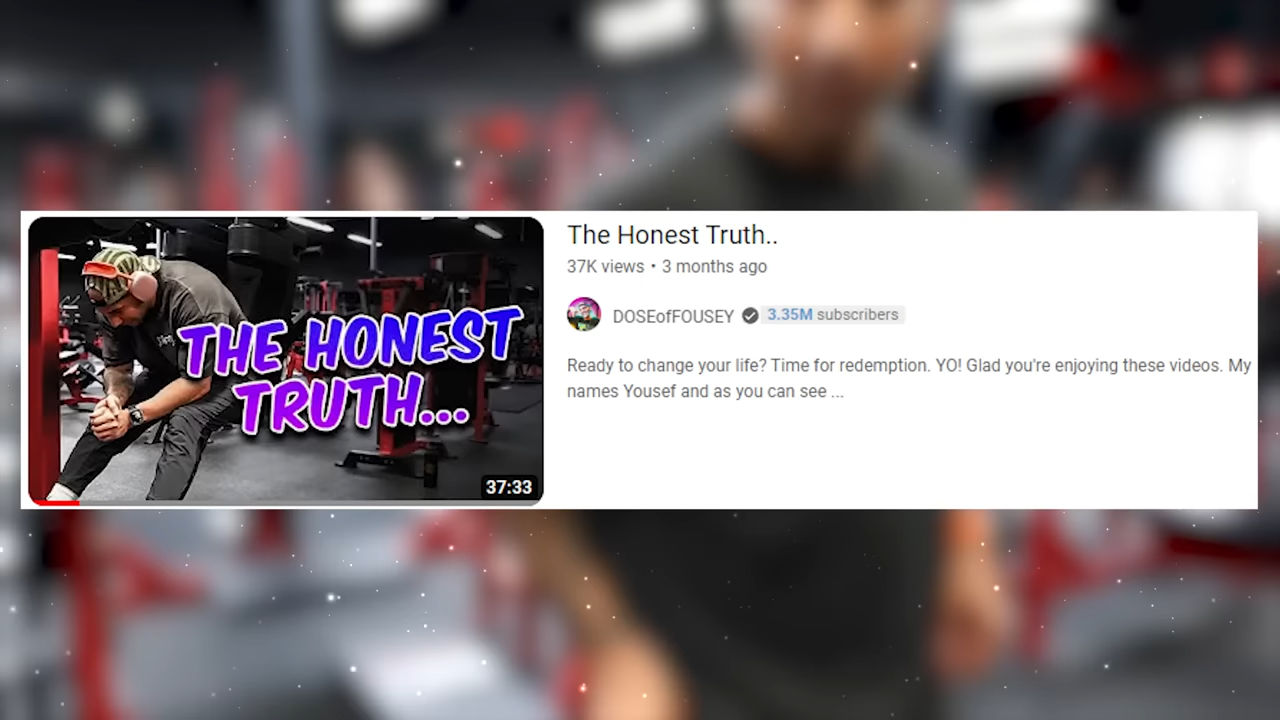 THE HONEST
TRUTH...
37:33
The Honest Truth..
37K views • 3 months ago
DOSEofFOUSEY 3.35M subscribers
Ready to change your life? Time for redemption. YO! Glad you're enjoying these videos. My
names Yousef and as you can see ...